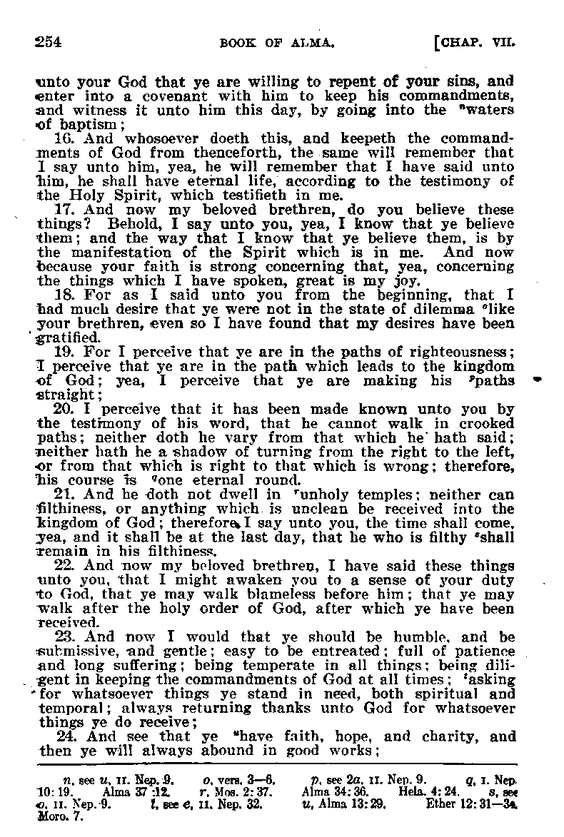 254 BOOK OF ALMA. [CHAP. VII.
unto your God that ye are willing to repent of your sins, and
enter into a covenant with him to keep his commandments,
and witness it unto him this day, by going into the ⁿwaters
of baptism;
16. And whosoever doeth this, and keepeth the command-
ments of God from thenceforth, the same will remember that
I say unto him, yea, he will remember that I have said unto
him, he shall have eternal life, according to the testimony of
the Holy Spirit, which testifieth in me.
17. And now my beloved brethren, do you believe these
things? Behold, I say unto you, yea, I know that ye believe
them; and the way that I know that ye believe them, is by
the manifestation of the Spirit which is in me. And now
because your faith is strong concerning that, yea, concerning
the things which I have spoken, great is my joy.
18. For as I said unto you from the beginning, that I
had much desire that ye were not in the state of dilemma ᵒlike
your brethren, even so I have found that my desires have been
gratified.
19. For I perceive that ye are in the paths of righteousness;
I perceive that ye are in the path which leads to the kingdom
of God; yea, I perceive that ye are making his ᵖpaths
straight;
20. I perceive that it has been made known unto you by
the testimony of his word, that he cannot walk in crooked
paths; neither doth he vary from that which he hath said;
neither hath he a shadow of turning from the right to the left,
or from that which is right to that which is wrong; therefore,
his course is ᑫone eternal round.
21. And he doth not dwell in ʳunholy temples; neither can
filthiness, or anything which is unclean be received into the
kingdom of God; therefore, I say unto you, the time shall come,
yea, and it shall be at the last day, that he who is filthy ˢshall
remain in his filthiness.
22. And now my beloved brethren, I have said these things
unto you, that I might awaken you to a sense of your duty
to God, that ye may walk blameless before him; that ye may
walk after the holy order of God, after which ye have been
received.
23. And now I would that ye should be humble, and be
submissive, and gentle; easy to be entreated; full of patience
and long suffering; being temperate in all things; being dili-
gent in keeping the commandments of God at all times; ᵗasking
for whatsoever things ye stand in need, both spiritual and
temporal; always returning thanks unto God for whatsoever
things ye do receive;
24. And see that ye ᵘhave faith, hope, and charity, and
then ye will always abound in good works;
n, see u, II. Nep. 9. o, vers. 3—6. p, see 2a, II. Nep. 9. q, I. Nep.
10:19. Alma 37:12. r, Mos. 2:37. Alma 34:36. Hela. 4:24. s, see
o, II. Nep. 9. t, see e, II. Nep. 32. u, Alma 13:29. Ether 12:31—34.
Moro. 7.